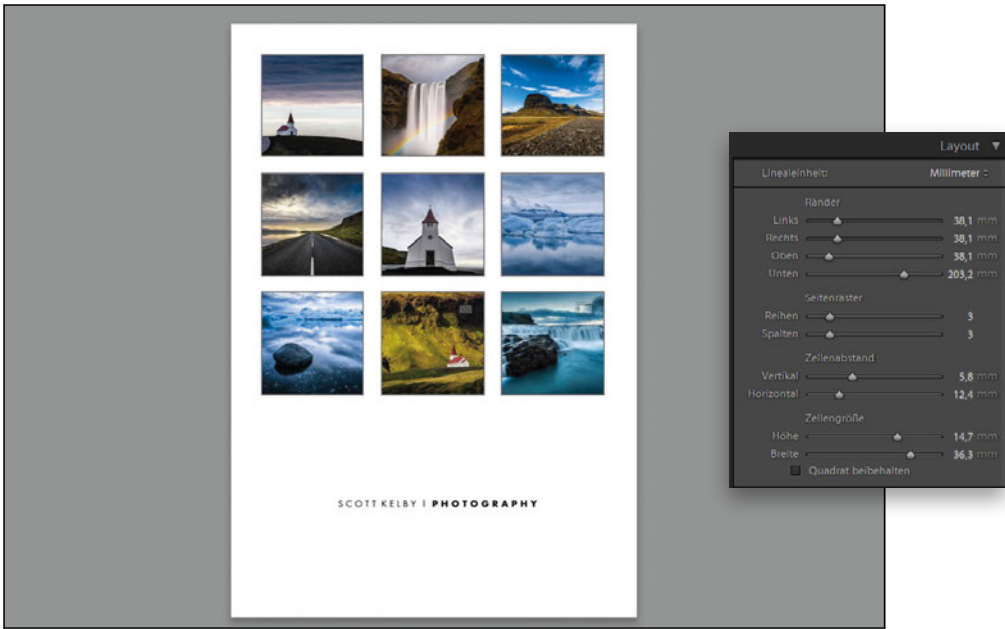 SCOTT KELBY | PHOTOGRAPHY
Layout
Linealeinheit: Millimeter
Ränder
Links 38,1 mm
Rechts 38,1 mm
Oben 38,1 mm
Unten 203,2 mm
Seitenraster
Reihen 3
Spalten 3
Zellenabstand
Vertikal 5,8 mm
Horizontal 12,4 mm
Zellengröße
Höhe 14,7 mm
Breite 36,3 mm
Quadrat beibehalten